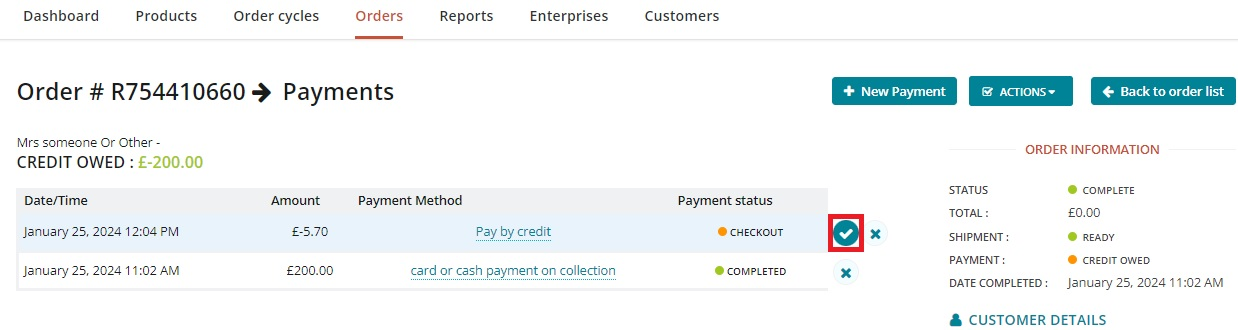 Dashboard Products Order cycles Orders Reports Enterprises Customers
Order # R754410660 → Payments
New Payment
ACTIONS
Back to order list
Mrs someone Or Other -
CREDIT OWED : £-200.00
Date/Time Amount Payment Method Payment status
January 25, 2024 12:04 PM £-5.70 Pay by credit CHECKOUT
January 25, 2024 11:02 AM £200.00 card or cash payment on collection COMPLETED
ORDER INFORMATION
STATUS COMPLETE
TOTAL : £0.00
SHIPMENT : READY
PAYMENT : CREDIT OWED
DATE COMPLETED : January 25, 2024 11:02 AM
CUSTOMER DETAILS